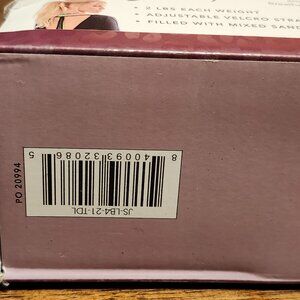 2 LBS EACH WEIGHT
• ADJUSTABLE VELCRO
• FILLED WITH MIXED SAND
PO 20994
8 40093 32086 5
JS-LB4-21-TDL